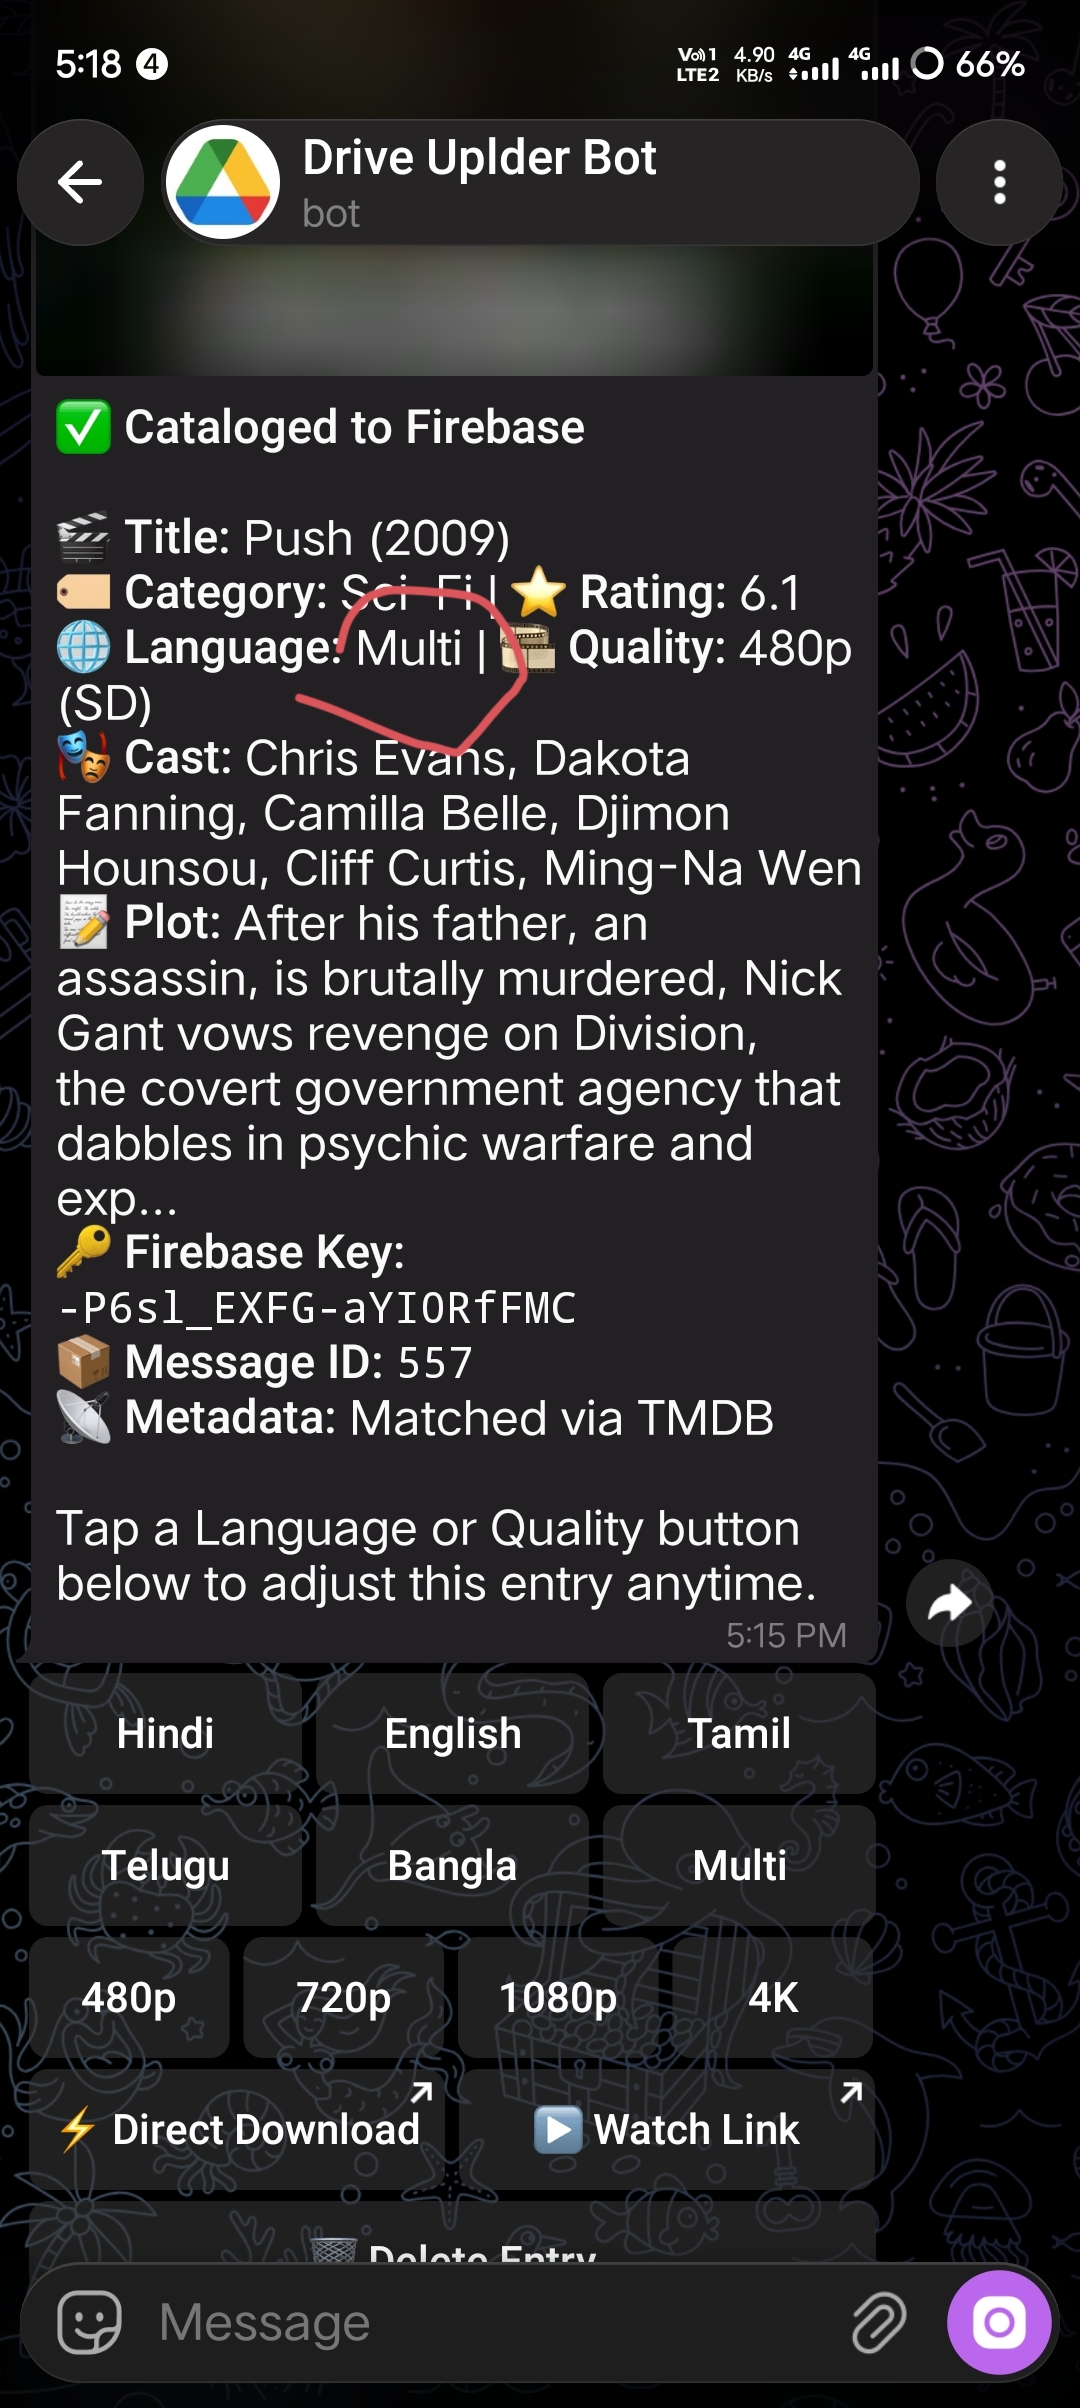 5:18 4 Vo)) 1 LTE2 4.90 KB/s 4G 4G 66%
Drive Uplder Bot
bot
✅ Cataloged to Firebase
🎬 Title: Push (2009)
🏷️ Category: Sci-Fi | ⭐ Rating: 6.1
🌐 Language: Multi | 🎞️ Quality: 480p
(SD)
🎭 Cast: Chris Evans, Dakota
Fanning, Camilla Belle, Djimon
Hounsou, Cliff Curtis, Ming-Na Wen
📝 Plot: After his father, an
assassin, is brutally murdered, Nick
Gant vows revenge on Division,
the covert government agency that
dabbles in psychic warfare and
exp...
🔑 Firebase Key:
-P6sl_EXFG-aYIORfFMC
📦 Message ID: 557
📡 Metadata: Matched via TMDB
Tap a Language or Quality button
below to adjust this entry anytime.
5:15 PM
Hindi English Tamil
Telugu Bangla Multi
480p 720p 1080p 4K
⚡ Direct Download ▶️ Watch Link
🗑️ Delete Entry
Message